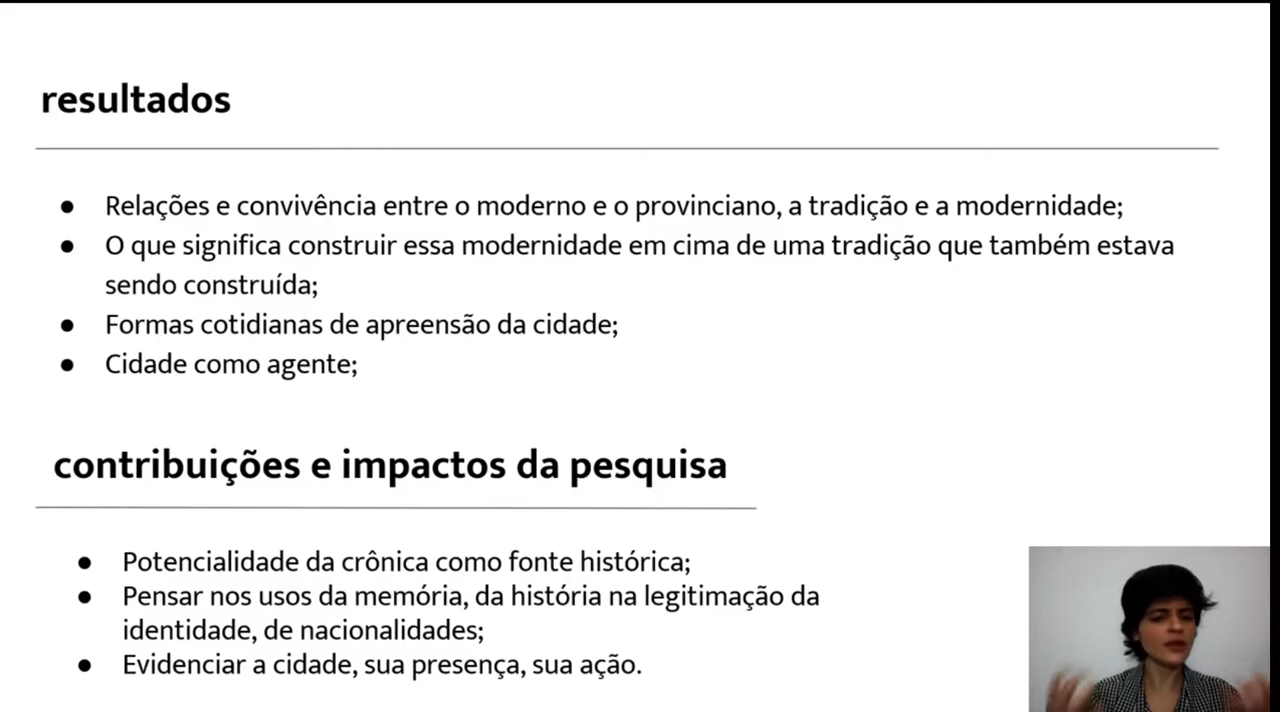 resultados
● Relações e convivência entre o moderno e o provinciano, a tradição e a modernidade;
● O que significa construir essa modernidade em cima de uma tradição que também estava
sendo construída;
● Formas cotidianas de apreensão da cidade;
● Cidade como agente;
contribuições e impactos da pesquisa
● Potencialidade da crônica como fonte histórica;
● Pensar nos usos da memória, da história na legitimação da
identidade, de nacionalidades;
● Evidenciar a cidade, sua presença, sua ação.